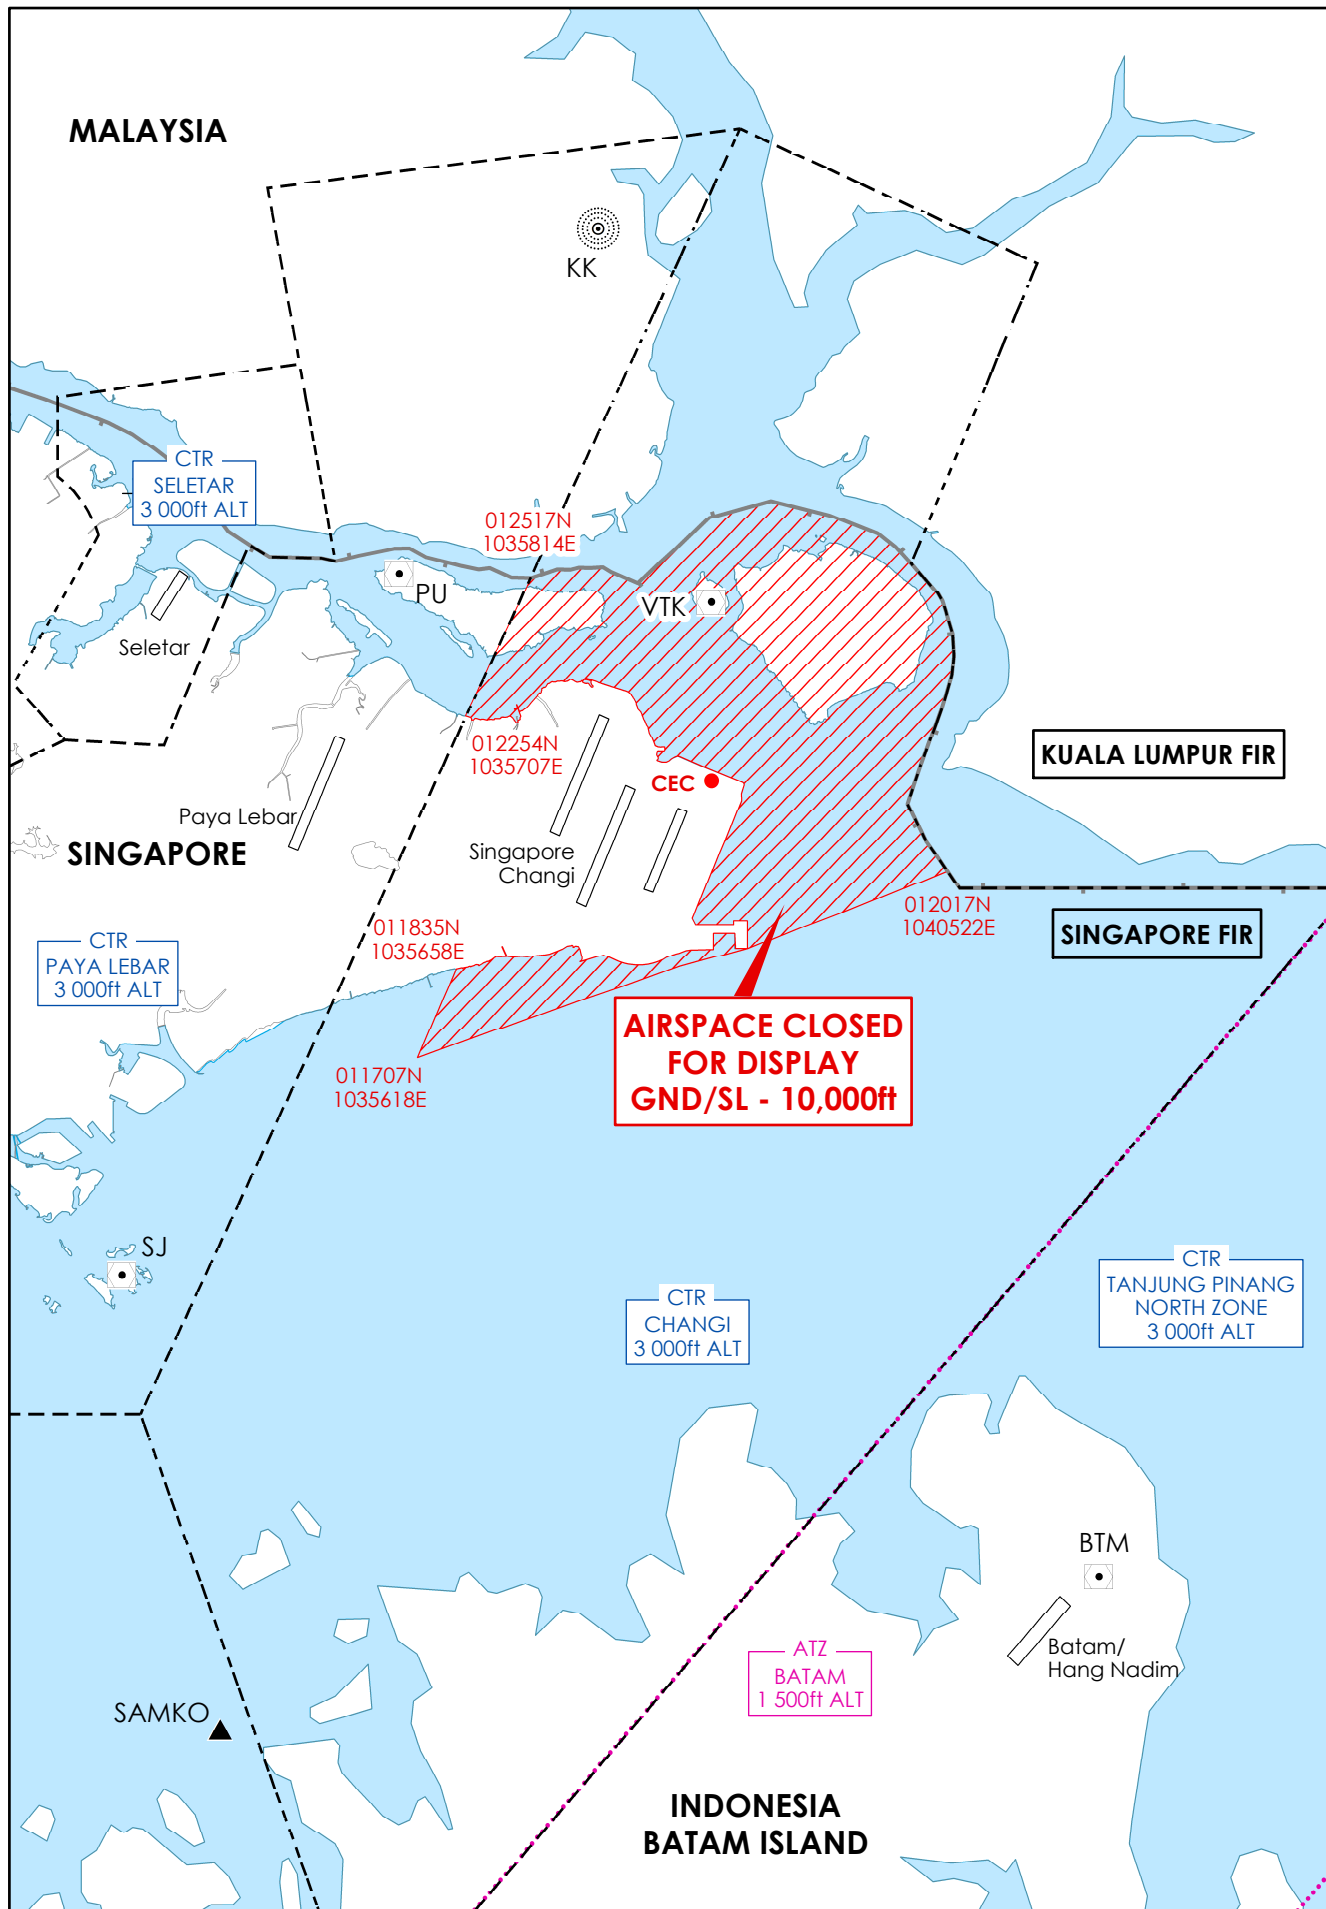 MALAYSIA
KK
CTR
SELETAR
3 000ft ALT
012517N
1035814E
PU
VTK
Seletar
012254N
1035707E
KUALA LUMPUR FIR
CEC
Paya Lebar
SINGAPORE
Singapore
Changi
012017N
1040522E
011835N
1035658E
SINGAPORE FIR
CTR
PAYA LEBAR
3 000ft ALT
AIRSPACE CLOSED
FOR DISPLAY
GND/SL - 10,000ft
011707N
1035618E
SJ
CTR
TANJUNG PINANG
NORTH ZONE
3 000ft ALT
CTR
CHANGI
3 000ft ALT
BTM
Batam/
Hang Nadim
ATZ
BATAM
1 500ft ALT
SAMKO
INDONESIA
BATAM ISLAND